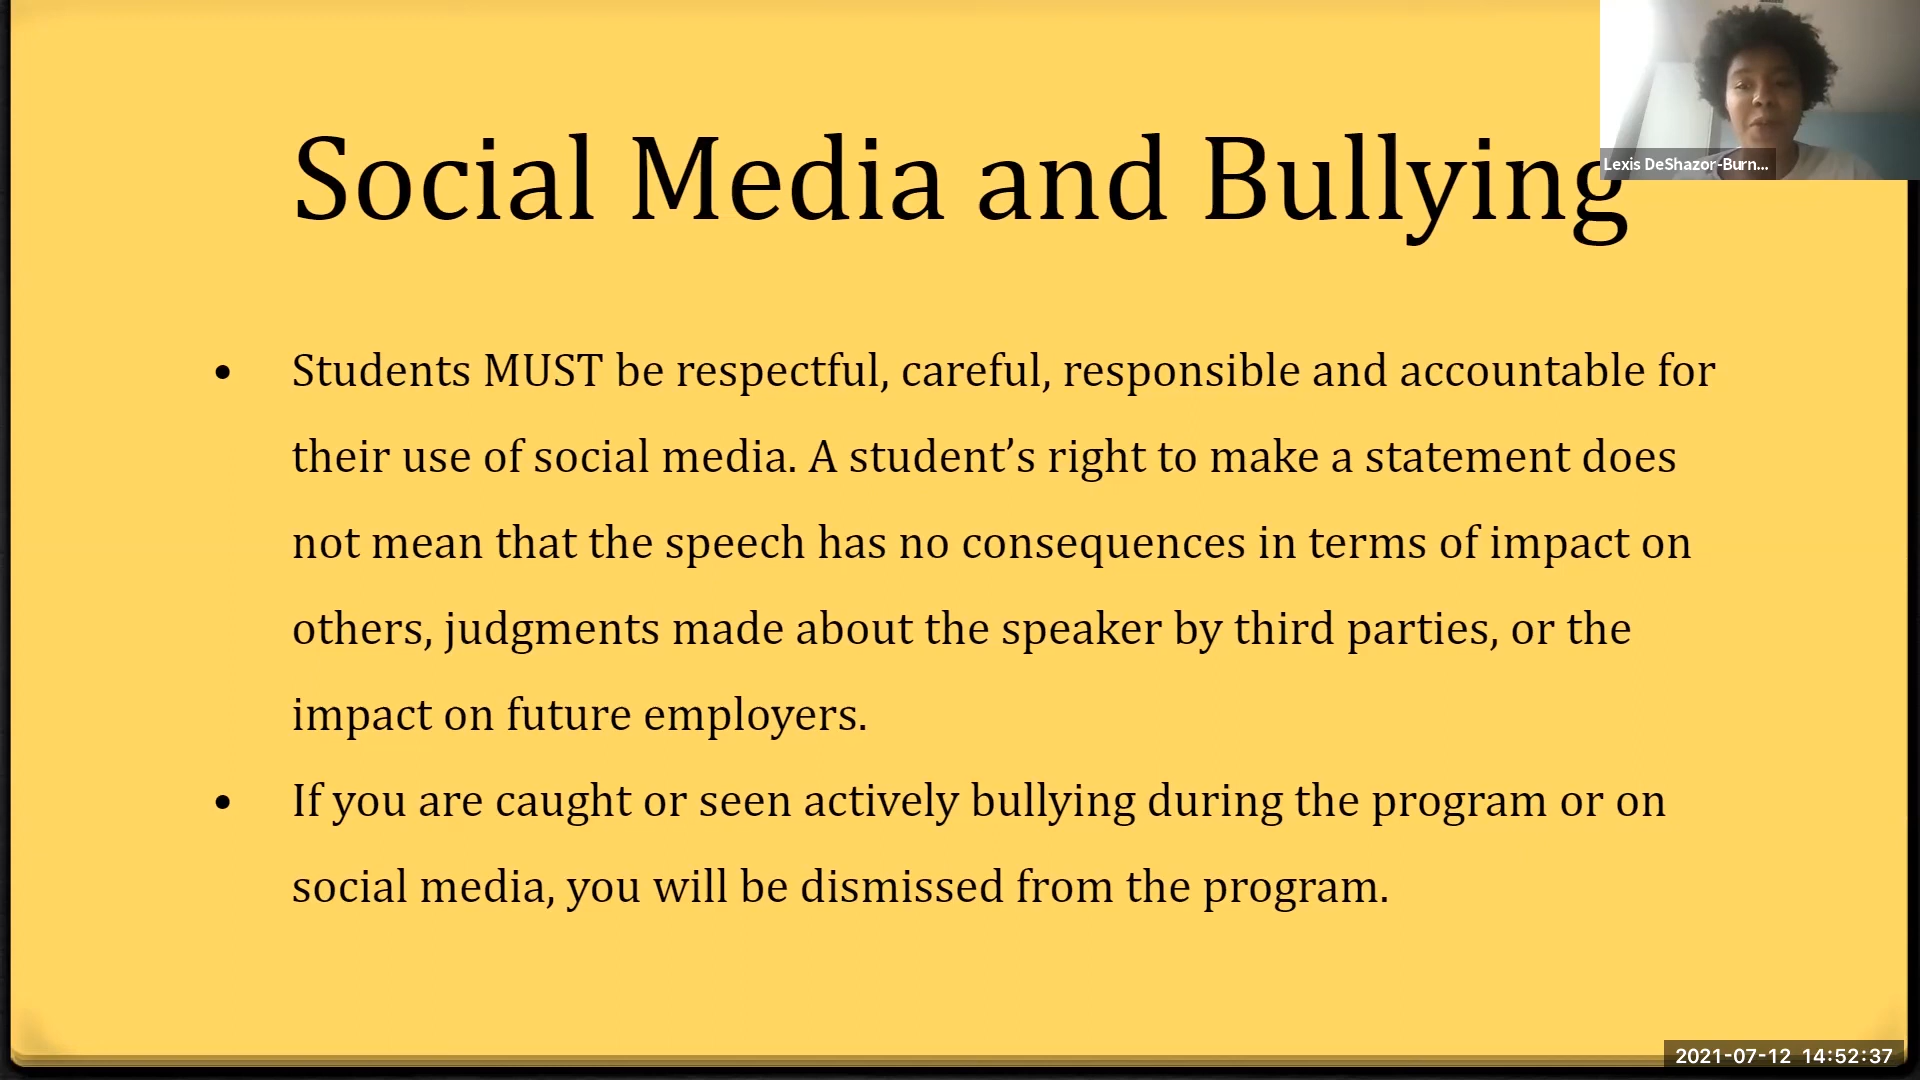 Social Media and Bullying
Lexis DeShazor-Burn...
• Students MUST be respectful, careful, responsible and accountable for
their use of social media. A student’s right to make a statement does
not mean that the speech has no consequences in terms of impact on
others, judgments made about the speaker by third parties, or the
impact on future employers.
• If you are caught or seen actively bullying during the program or on
social media, you will be dismissed from the program.
2021-07-12 14:52:37